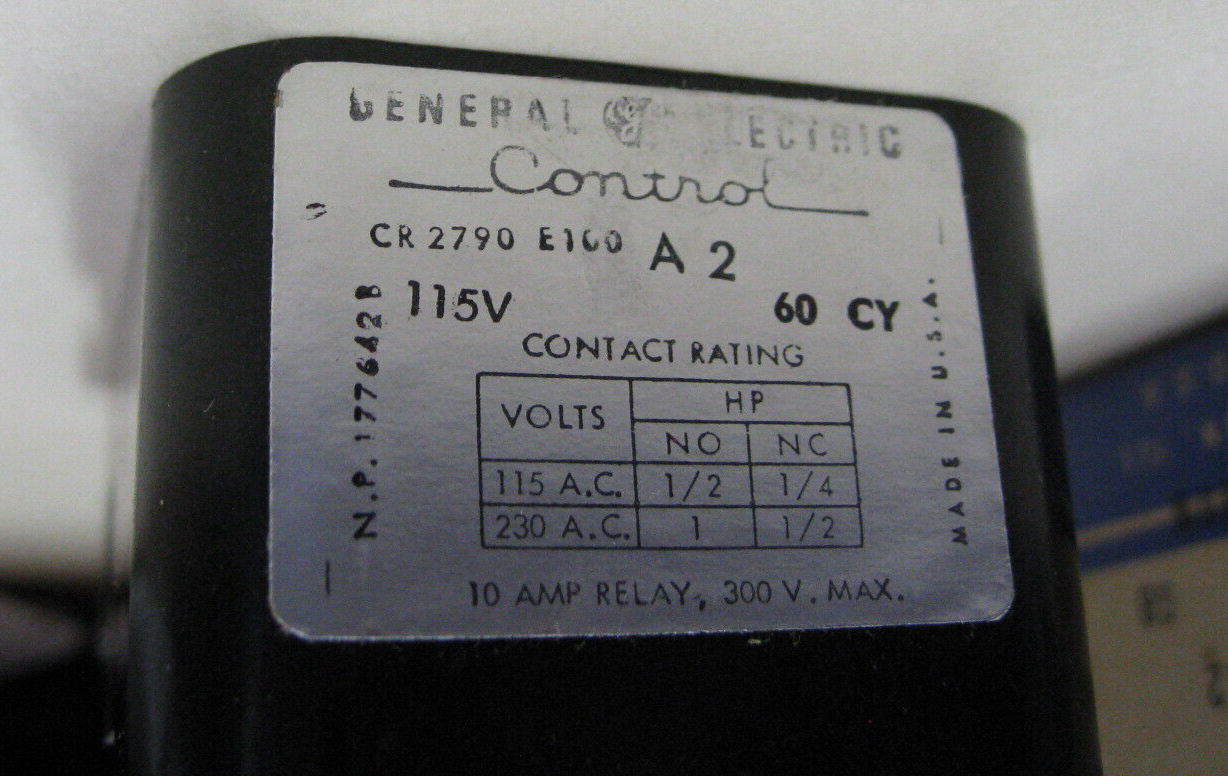 GENERAL ELECTRIC
Control
CR 2790 E100 A 2
115V 60 CY
CONTACT RATING
VOLTS HP
NO NC
115 A.C. 1/2 1/4
230 A.C. 1 1/2
10 AMP RELAY, 300 V. MAX.
N.P. 177642B
MADE IN U.S.A.